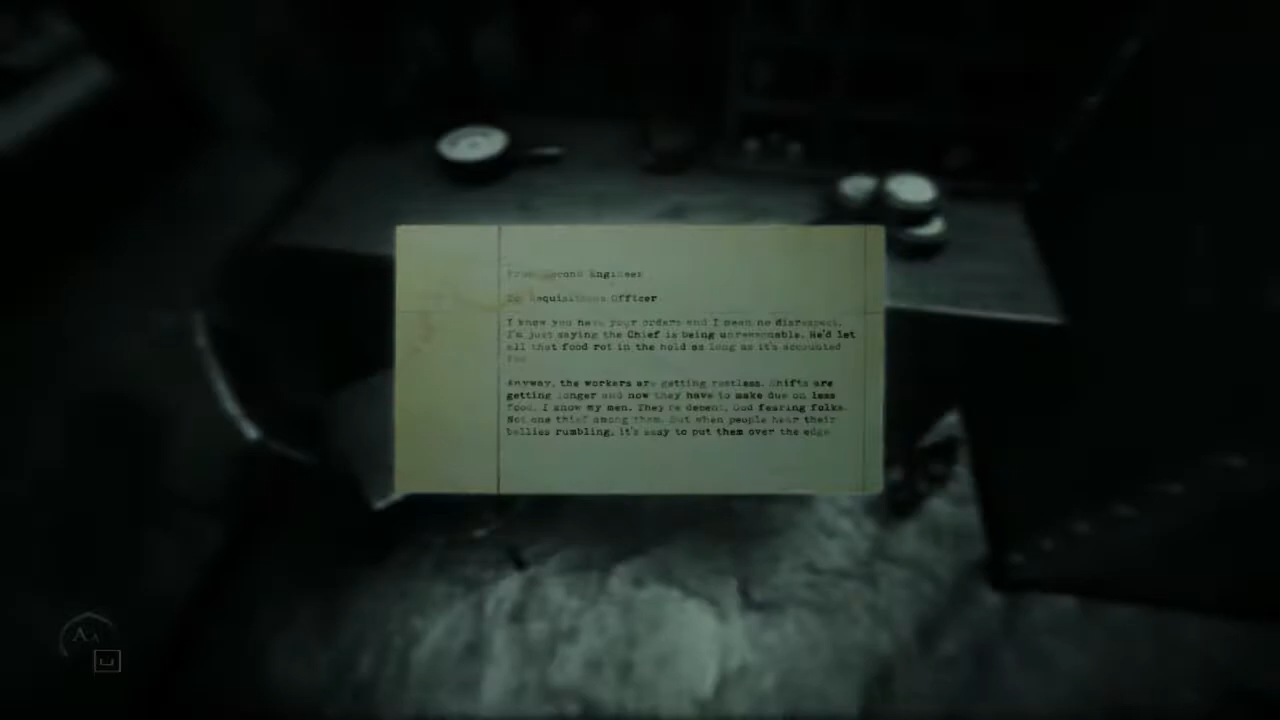 From Second Engineer
To Requisitions Officer
I know you have your orders and I mean no disrespect.
I'm just saying the Chief is being unreasonable. He'd let
all that food rot in the hold as long as it's accounted
for
Anyway, the workers are getting restless. Shifts are
getting longer and now they have to make due on less
food. I know my men. They're decent, God fearing folks.
Not one thief among them. But when people hear their
bellies rumbling, it's easy to put them over the edge